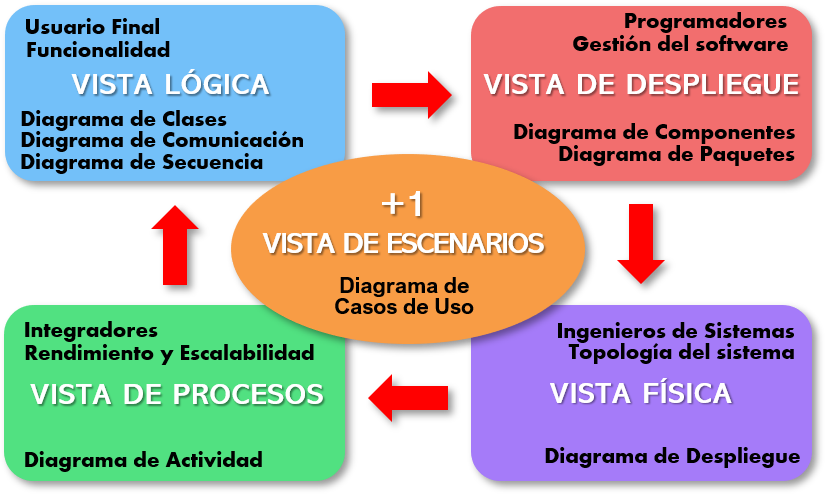 Usuario Final
Funcionalidad
VISTA LÓGICA
Diagrama de Clases
Diagrama de Comunicación
Diagrama de Secuencia
Programadores
Gestión del software
VISTA DE DESPLIEGUE
Diagrama de Componentes
Diagrama de Paquetes
+1
VISTA DE ESCENARIOS
Diagrama de
Casos de Uso
Integradores
Rendimiento y Escalabilidad
VISTA DE PROCESOS
Diagrama de Actividad
Ingenieros de Sistemas
Topología del sistema
VISTA FÍSICA
Diagrama de Despliegue